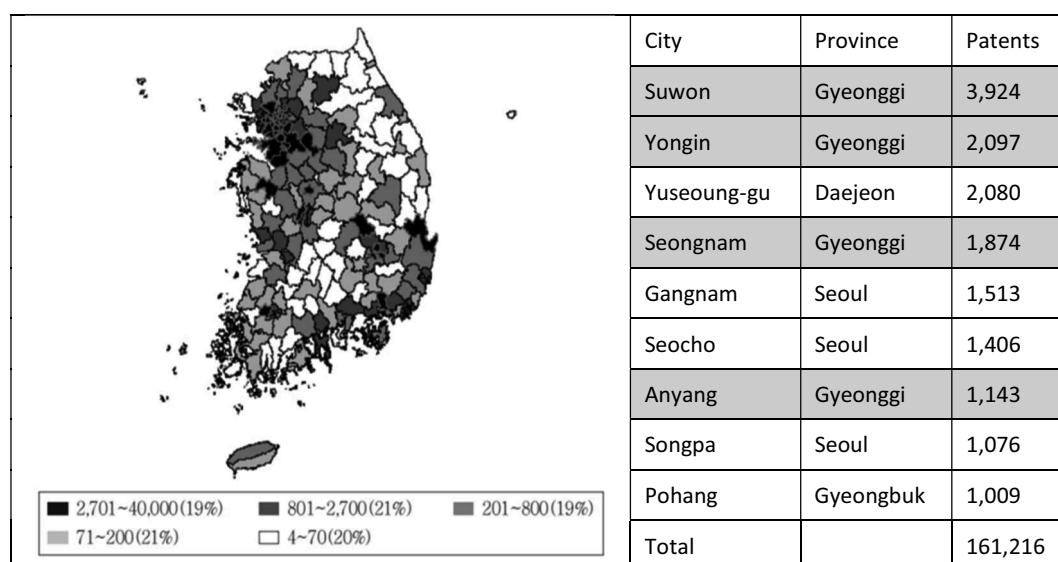 City Province Patents
Suwon Gyeonggi 3,924
Yongin Gyeonggi 2,097
Yuseoung-gu Daejeon 2,080
Seongnam Gyeonggi 1,874
Gangnam Seoul 1,513
Seocho Seoul 1,406
Anyang Gyeonggi 1,143
Songpa Seoul 1,076
Pohang Gyeongbuk 1,009
Total 161,216
2,701~40,000(19%) 801~2,700(21%) 201~800(19%)
71~200(21%) 4~70(20%)